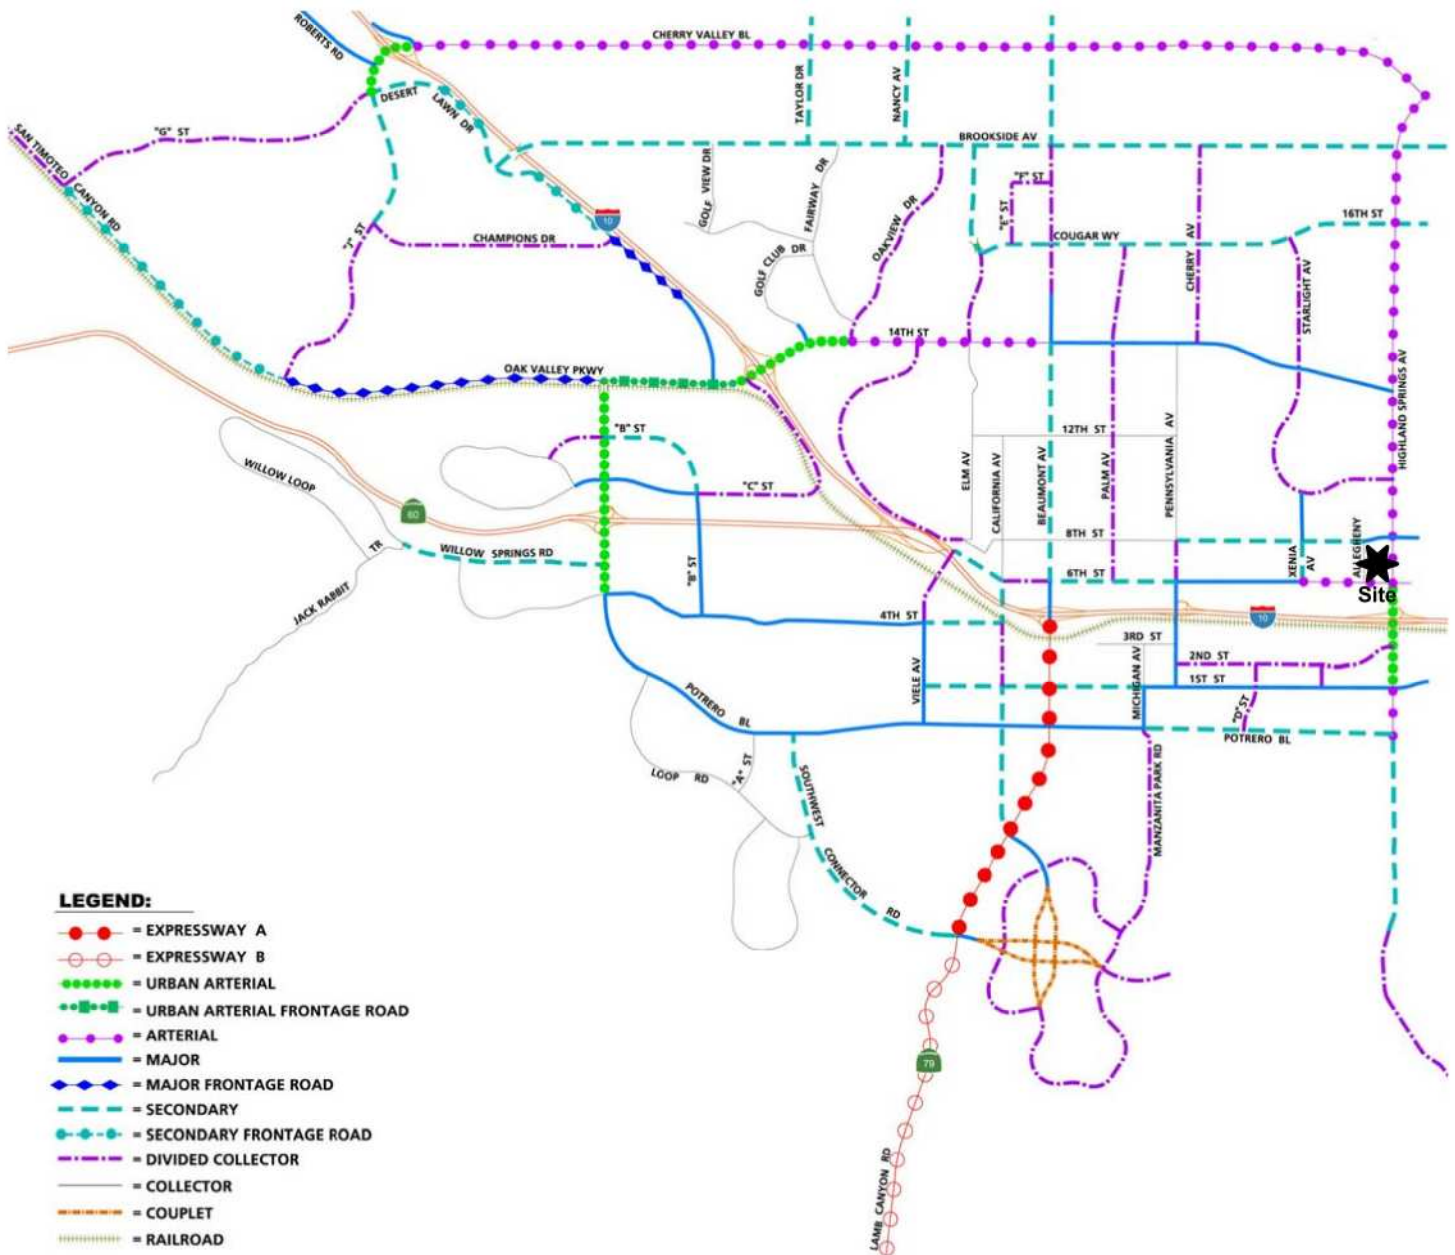 ROBERTS RD
CHERRY VALLEY BL
TAYLOR DR
NANCY AV
DESERT
LAWN DR
"G" ST
SAN TIMOTEO
CANYON RD
BROOKSIDE AV
GOLF VIEW DR
FAIRWAY DR
OAKVIEW DR
"F" ST
"E" ST
16TH ST
10
"J" ST
CHAMPIONS DR
GOLF CLUB DR
COUGAR WY
CHERRY AV
STARLIGHT AV
14TH ST
OAK VALLEY PKWY
HIGHLAND SPRINGS AV
"B" ST
12TH ST
ELM AV
CALIFORNIA AV
BEAUMONT AV
PALM AV
PENNSYLVANIA AV
WILLOW LOOP
"C" ST
60
8TH ST
XENIA AV
ALLEGHENY
WILLOW SPRINGS RD
"B" ST
6TH ST
Site
JACK RABBIT TR
4TH ST
10
3RD ST
2ND ST
1ST ST
VIELE AV
MICHIGAN AV
"D" ST
POTRERO BL
POTRERO BL
LOOP RD
"A" ST
SOUTHWEST
CONNECTOR RD
MANZANITA PARK RD
79
LAMB CANYON RD
LEGEND:
= EXPRESSWAY A
= EXPRESSWAY B
= URBAN ARTERIAL
= URBAN ARTERIAL FRONTAGE ROAD
= ARTERIAL
= MAJOR
= MAJOR FRONTAGE ROAD
= SECONDARY
= SECONDARY FRONTAGE ROAD
= DIVIDED COLLECTOR
= COLLECTOR
= COUPLET
= RAILROAD